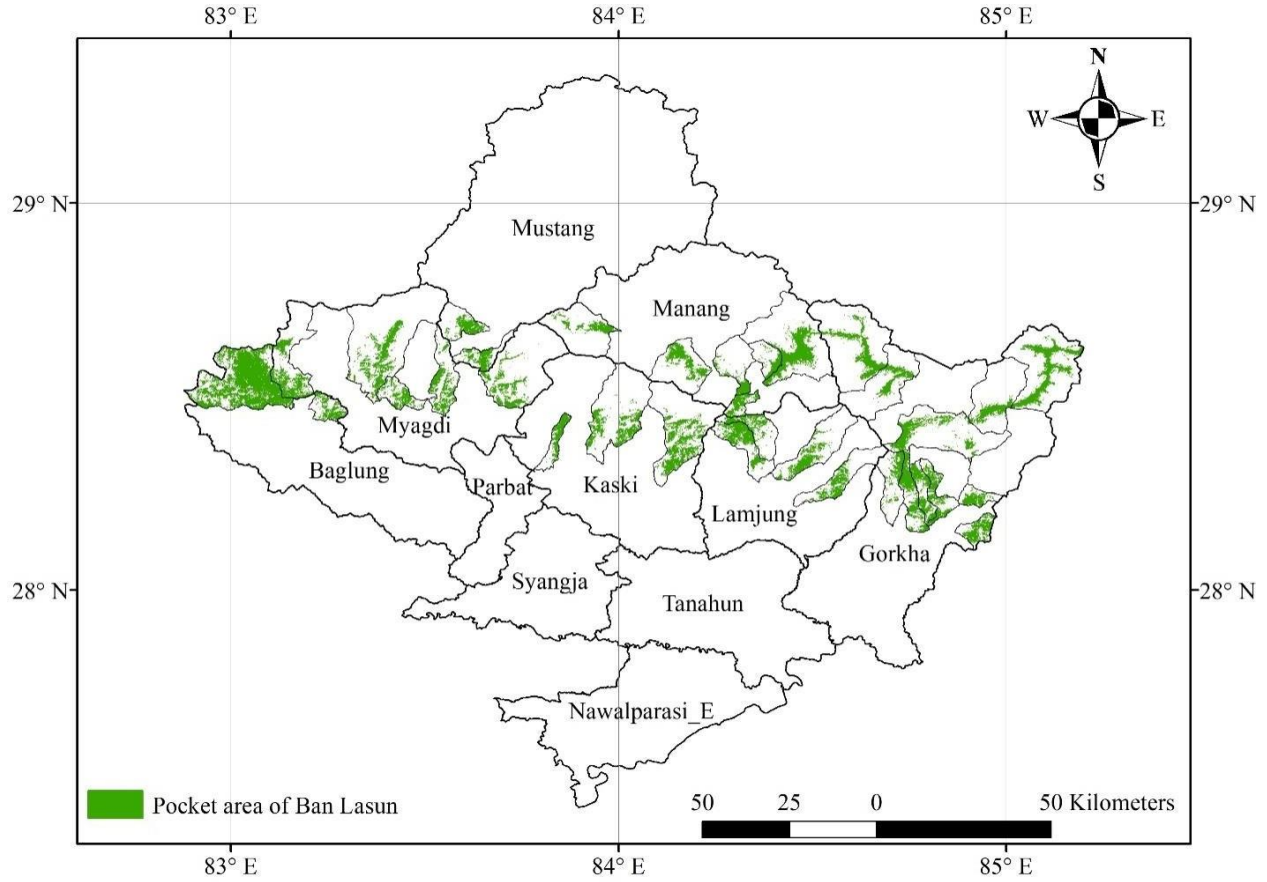 83° E 84° E 85° E
N
W E
S
29° N 29° N
Mustang
Manang
Myagdi
Baglung
Parbat
Kaski
Lamjung
Gorkha
28° N 28° N
Syangja
Tanahun
Nawalparasi_E
Pocket area of Ban Lasun
50 25 0 50 Kilometers
83° E 84° E 85° E